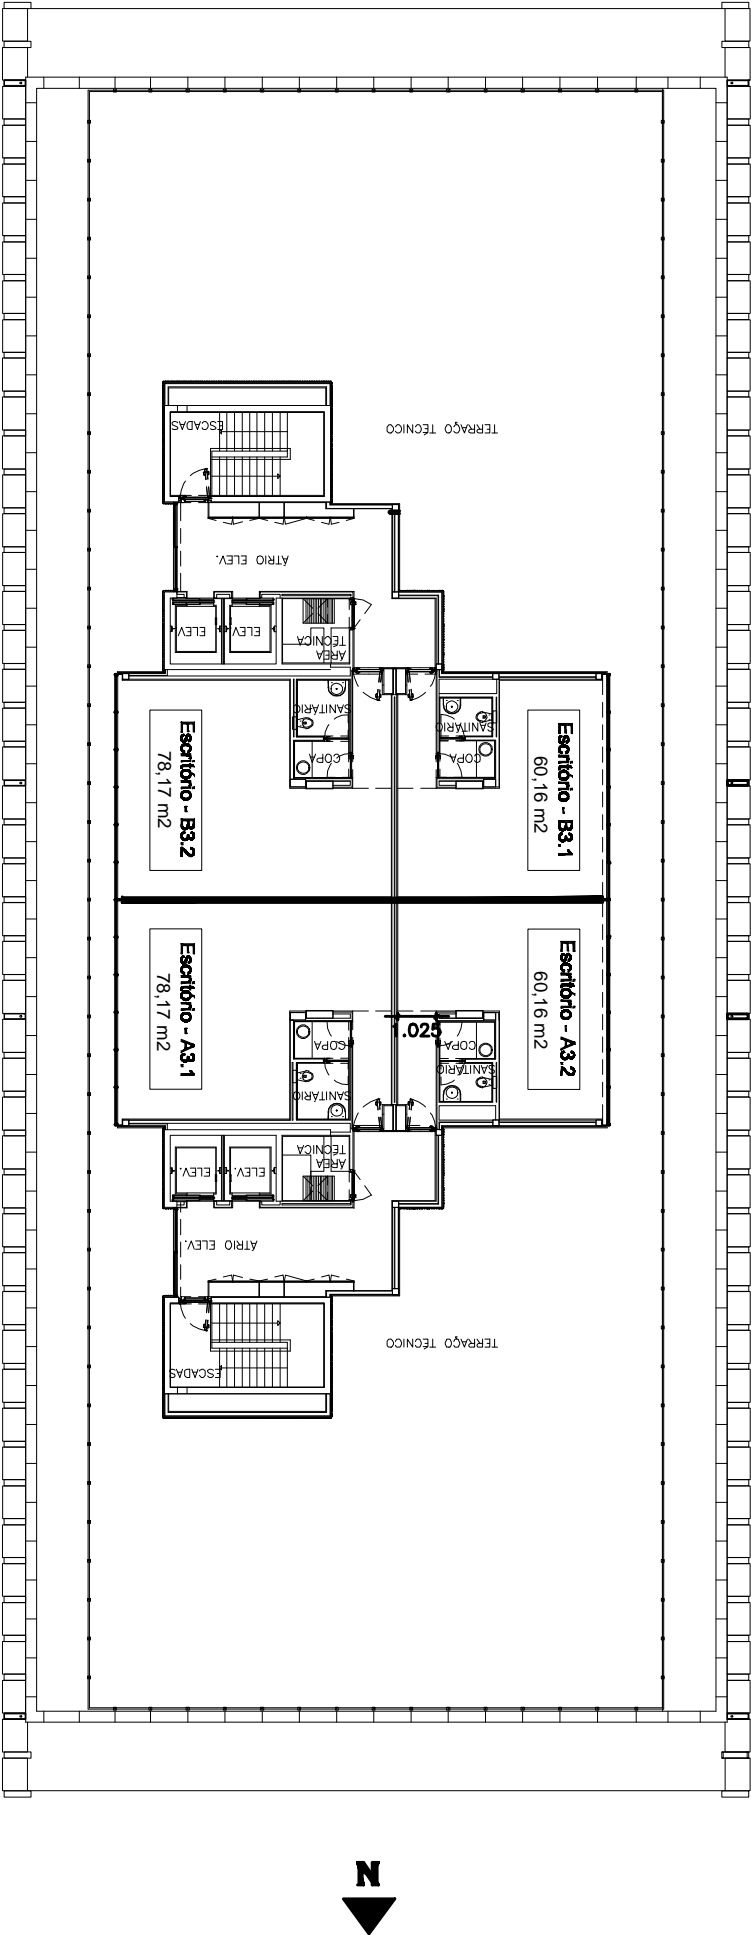 ESCADAS
TERRAÇO TÉCNICO
ATRIO ELEV.
ELEV.
ELEV.
ÁREA
TÉCNICA
SANITÁRIO
SANITÁRIO
COPA
COPA
Escritório - B3.2
78,17 m2
Escritório - B3.1
60,16 m2
Escritório - A3.1
78,17 m2
Escritório - A3.2
60,16 m2
1.025
COPA
COPA
SANITÁRIO
SANITÁRIO
ÁREA
TÉCNICA
ELEV.
ELEV.
ATRIO ELEV.
TERRAÇO TÉCNICO
ESCADAS
N